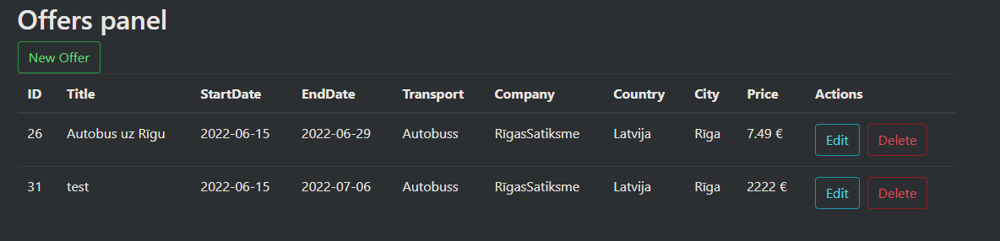 Offers panel
New Offer
ID Title StartDate EndDate Transport Company Country City Price Actions
26 Autobus uz Rīgu 2022-06-15 2022-06-29 Autobuss RīgasSatiksme Latvija Rīga 7.49 € Edit Delete
31 test 2022-06-15 2022-07-06 Autobuss RīgasSatiksme Latvija Rīga 2222 € Edit Delete